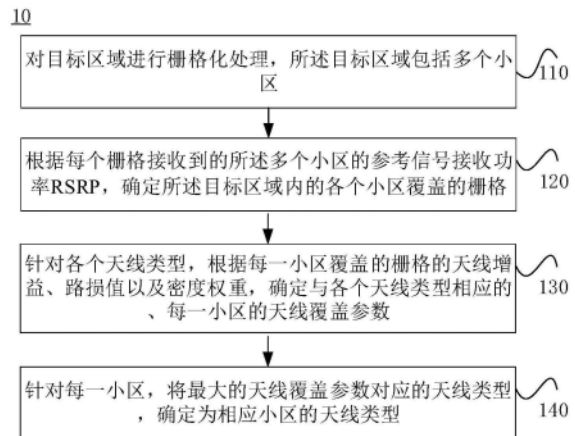 10
对目标区域进行栅格化处理，所述目标区域包括多个小
区
110
根据每个栅格接收到的所述多个小区的参考信号接收功
率RSRP，确定所述目标区域内的各个小区覆盖的栅格
120
针对各个天线类型，根据每一小区覆盖的栅格的天线增
益、路损值以及密度权重，确定与各个天线类型相应的
、每一小区的天线覆盖参数
130
针对每一小区，将最大的天线覆盖参数对应的天线类型
，确定为相应小区的天线类型
140